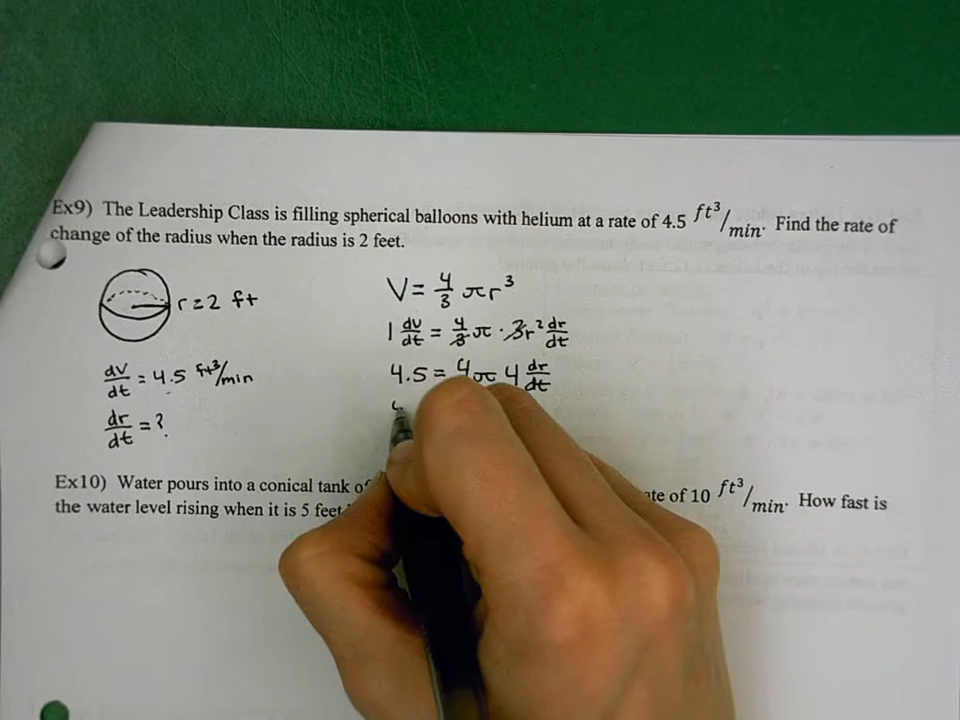 Ex9) The Leadership Class is filling spherical balloons with helium at a rate of 4.5 ft³/min. Find the rate of
change of the radius when the radius is 2 feet.
r = 2 ft
dV/dt = 4.5 ft³/min
dr/dt = ?
V = 4/3 πr³
1 dV/dt = 4/3 π · 3r² dr/dt
4.5 = 4π 4 dr/dt
Ex10) Water pours into a conical tank of
of 10 ft³/min. How fast is
the water level rising when it is 5 feet